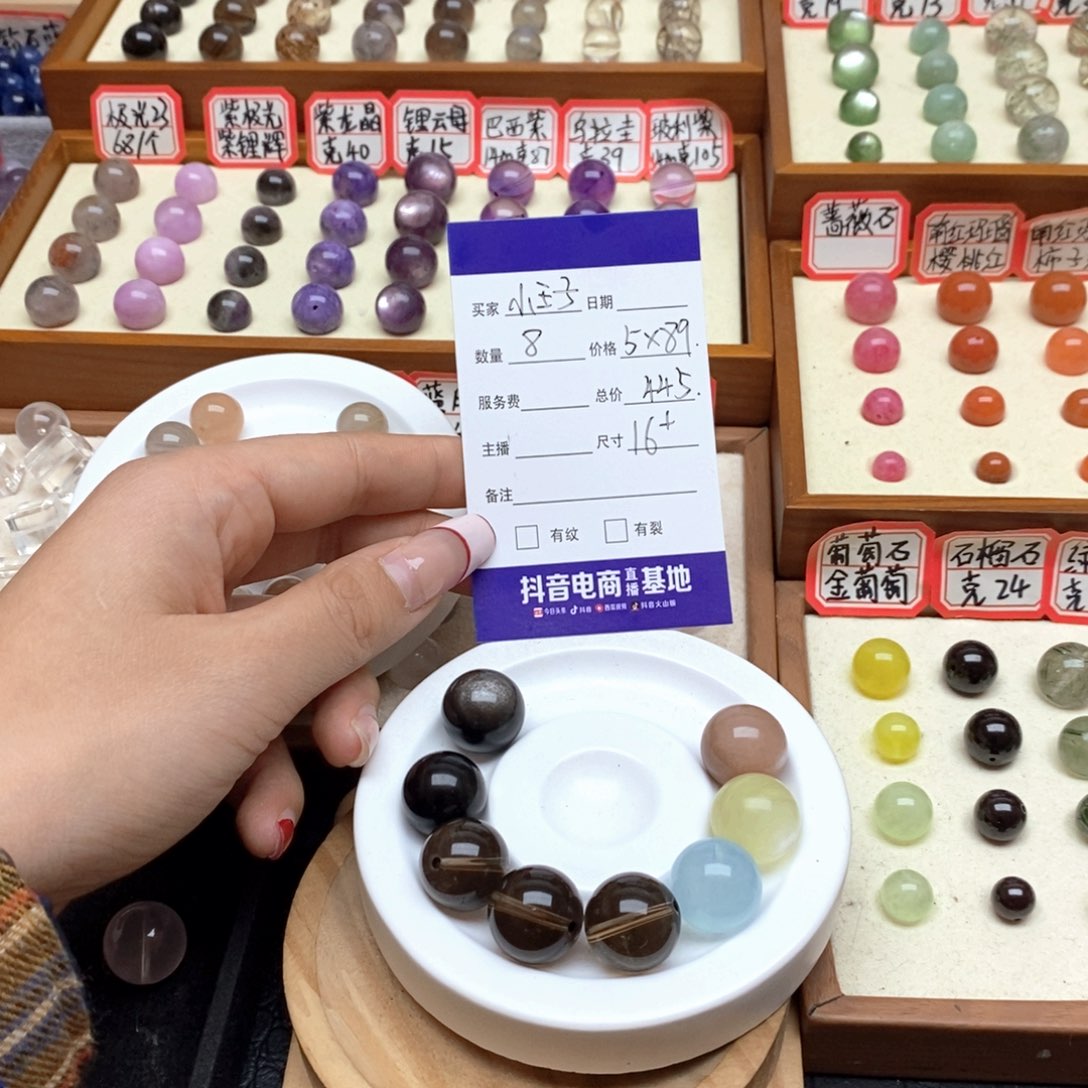 极光23
68/个
紫极光
紫锂辉
紫龙晶
克40
锂云母
克15
巴西紫
克87
乌拉圭
克39
玻利紫
克105
蔷薇石
南红玛瑙
樱桃红
葡萄石
金葡萄
石榴石
克24
买家 小王子 日期
数量 8 价格 5×89.
服务费 总价 445.
主播 尺寸 16+
备注
有纹 有裂
抖音电商直播基地
今日头条 抖音 西瓜视频 抖音火山版